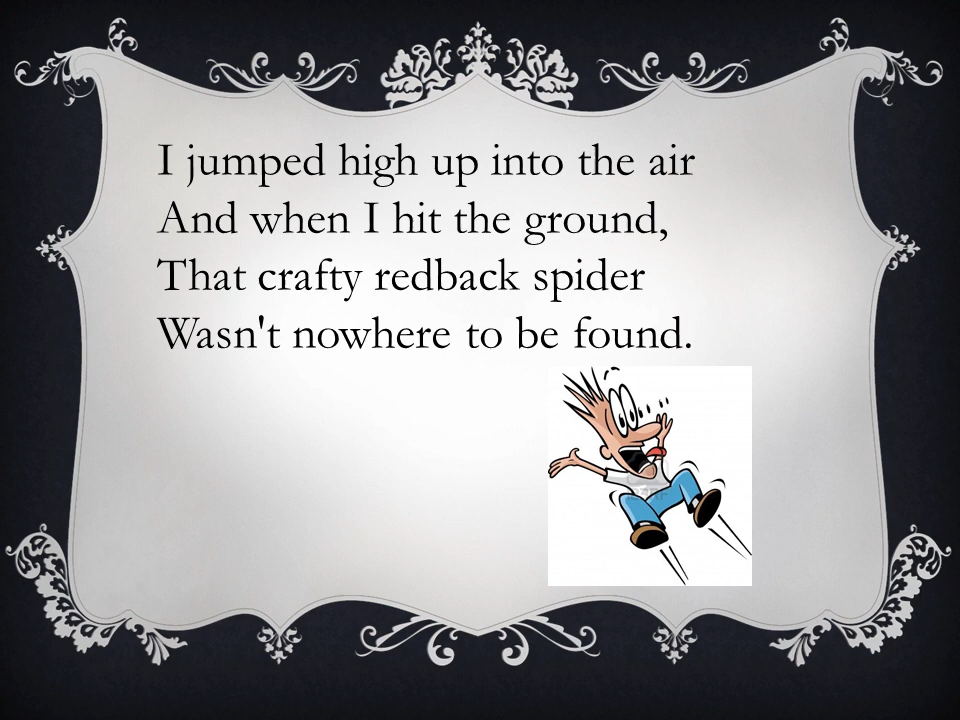 I jumped high up into the air
And when I hit the ground,
That crafty redback spider
Wasn't nowhere to be found.